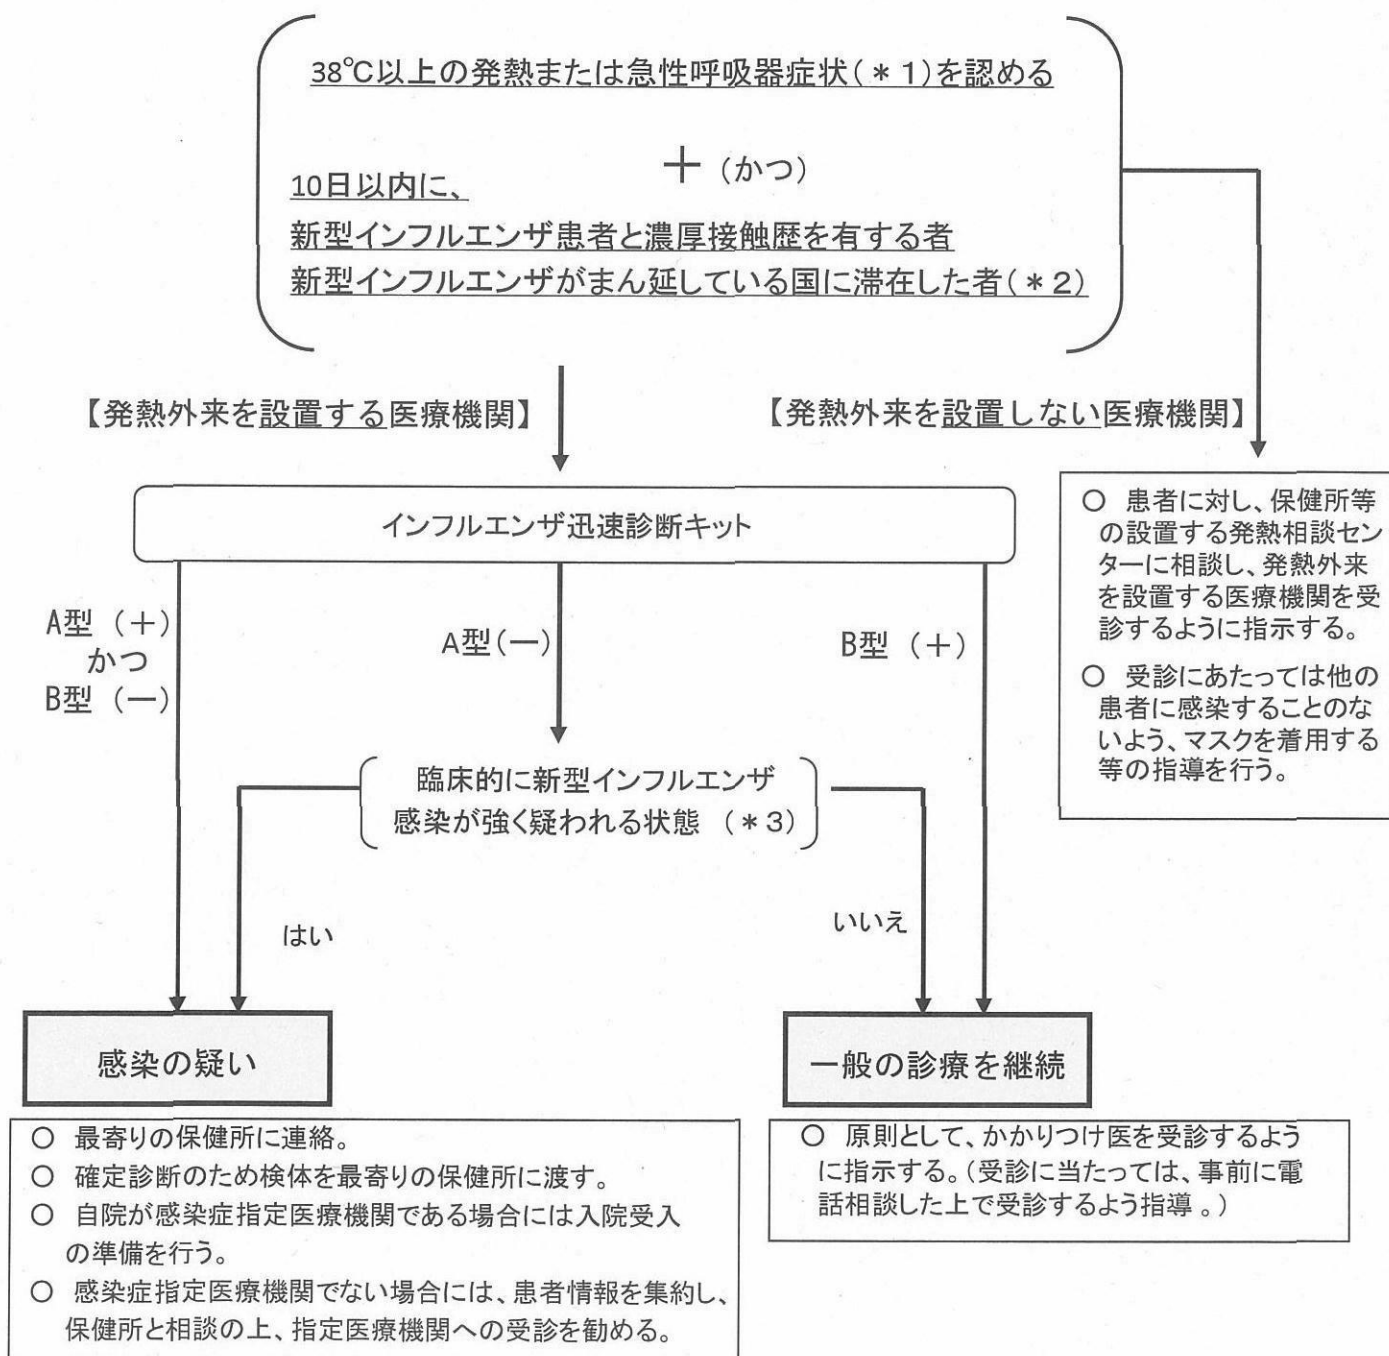 38℃以上の発熱または急性呼吸器症状(＊1)を認める
＋ (かつ)
10日以内に、
新型インフルエンザ患者と濃厚接触歴を有する者
新型インフルエンザがまん延している国に滞在した者(＊2)
【発熱外来を設置する医療機関】
【発熱外来を設置しない医療機関】
インフルエンザ迅速診断キット
○ 患者に対し、保健所等
の設置する発熱相談セン
ターに相談し、発熱外来
を設置する医療機関を受
診するように指示する。
○ 受診にあたっては他の
患者に感染することのな
いよう、マスクを着用する
等の指導を行う。
A型（＋）
かつ
B型（－）
A型(－)
B型（＋）
臨床的に新型インフルエンザ
感染が強く疑われる状態 (＊3)
はい
いいえ
感染の疑い
一般の診療を継続
○ 最寄りの保健所に連絡。
○ 確定診断のため検体を最寄りの保健所に渡す。
○ 自院が感染症指定医療機関である場合には入院受入
の準備を行う。
○ 感染症指定医療機関でない場合には、患者情報を集約し、
保健所と相談の上、指定医療機関への受診を勧める。
○ 原則として、かかりつけ医を受診するよう
に指示する。(受診に当たっては、事前に電
話相談した上で受診するよう指導 。)